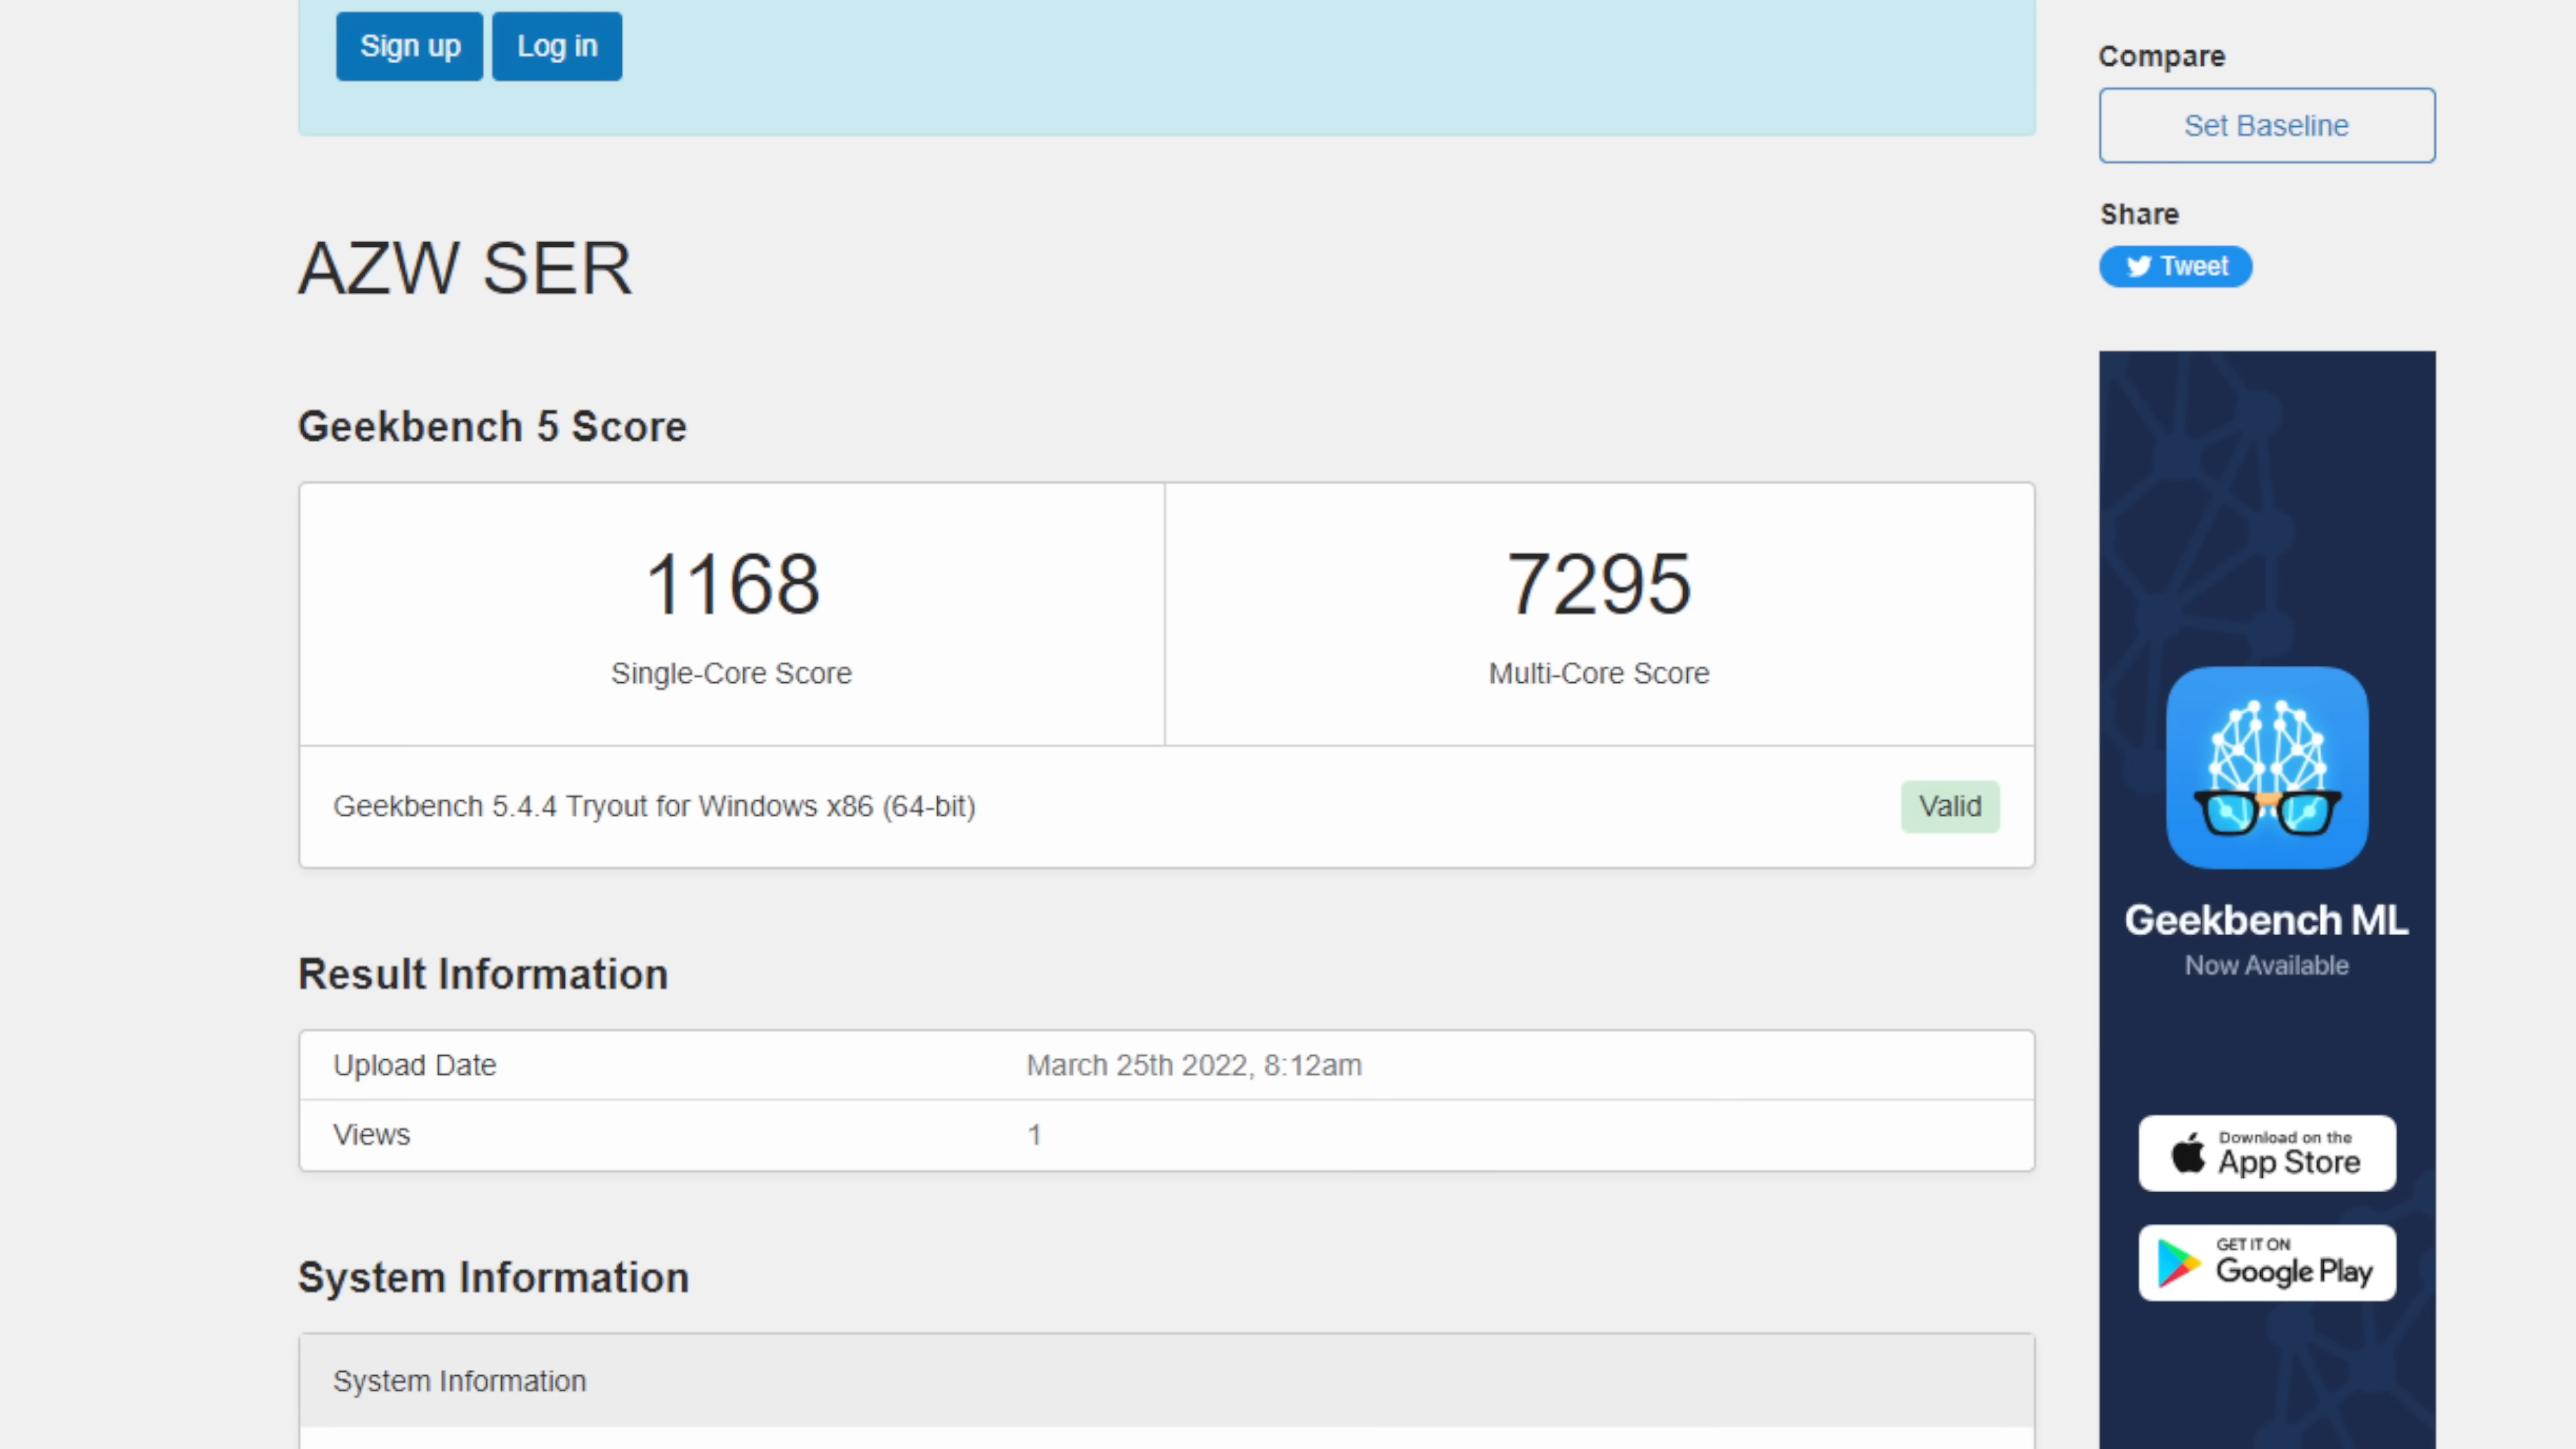 Sign up
Log in
AZW SER
Geekbench 5 Score
1168
Single-Core Score
7295
Multi-Core Score
Geekbench 5.4.4 Tryout for Windows x86 (64-bit)
Valid
Result Information
Upload Date
March 25th 2022, 8:12am
Views
1
System Information
System Information
Compare
Set Baseline
Share
Tweet
Geekbench ML
Now Available
Download on the
App Store
GET IT ON
Google Play